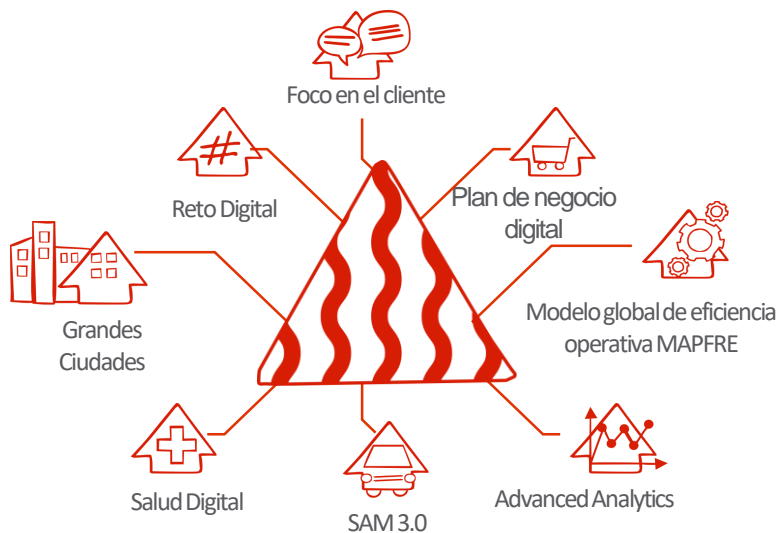 Foco en el cliente
Reto Digital
Plan de negocio
digital
Grandes
Ciudades
Modelo global de eficiencia
operativa MAPFRE
Salud Digital
SAM 3.0
Advanced Analytics